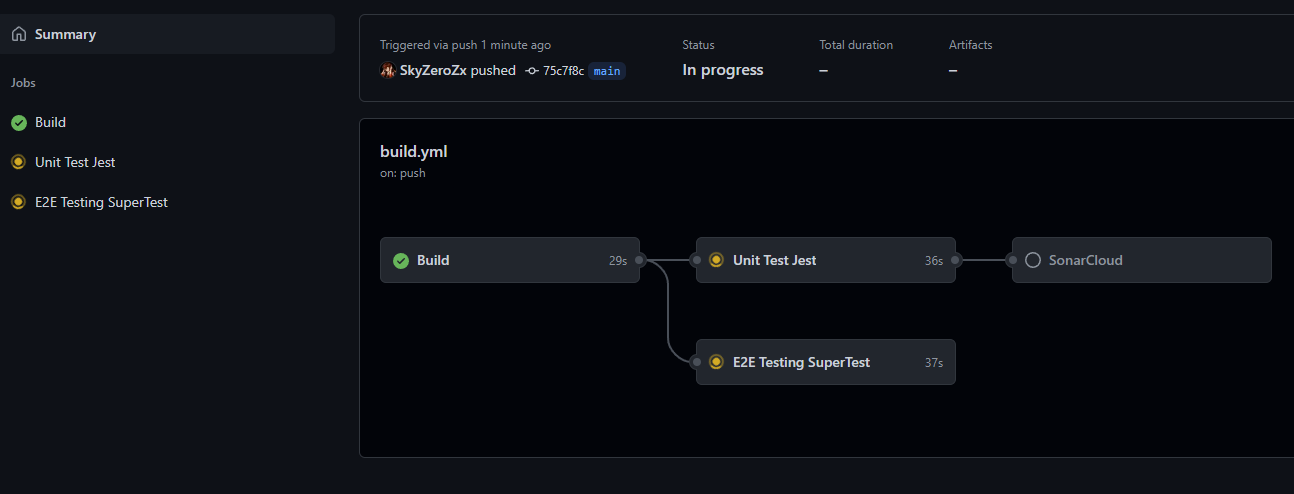 Summary
Jobs
Build
Unit Test Jest
E2E Testing SuperTest
Triggered via push 1 minute ago
SkyZeroZx pushed 75c7f8c main
Status
In progress
Total duration
–
Artifacts
–
build.yml
on: push
Build 29s
Unit Test Jest 36s
SonarCloud
E2E Testing SuperTest 37s